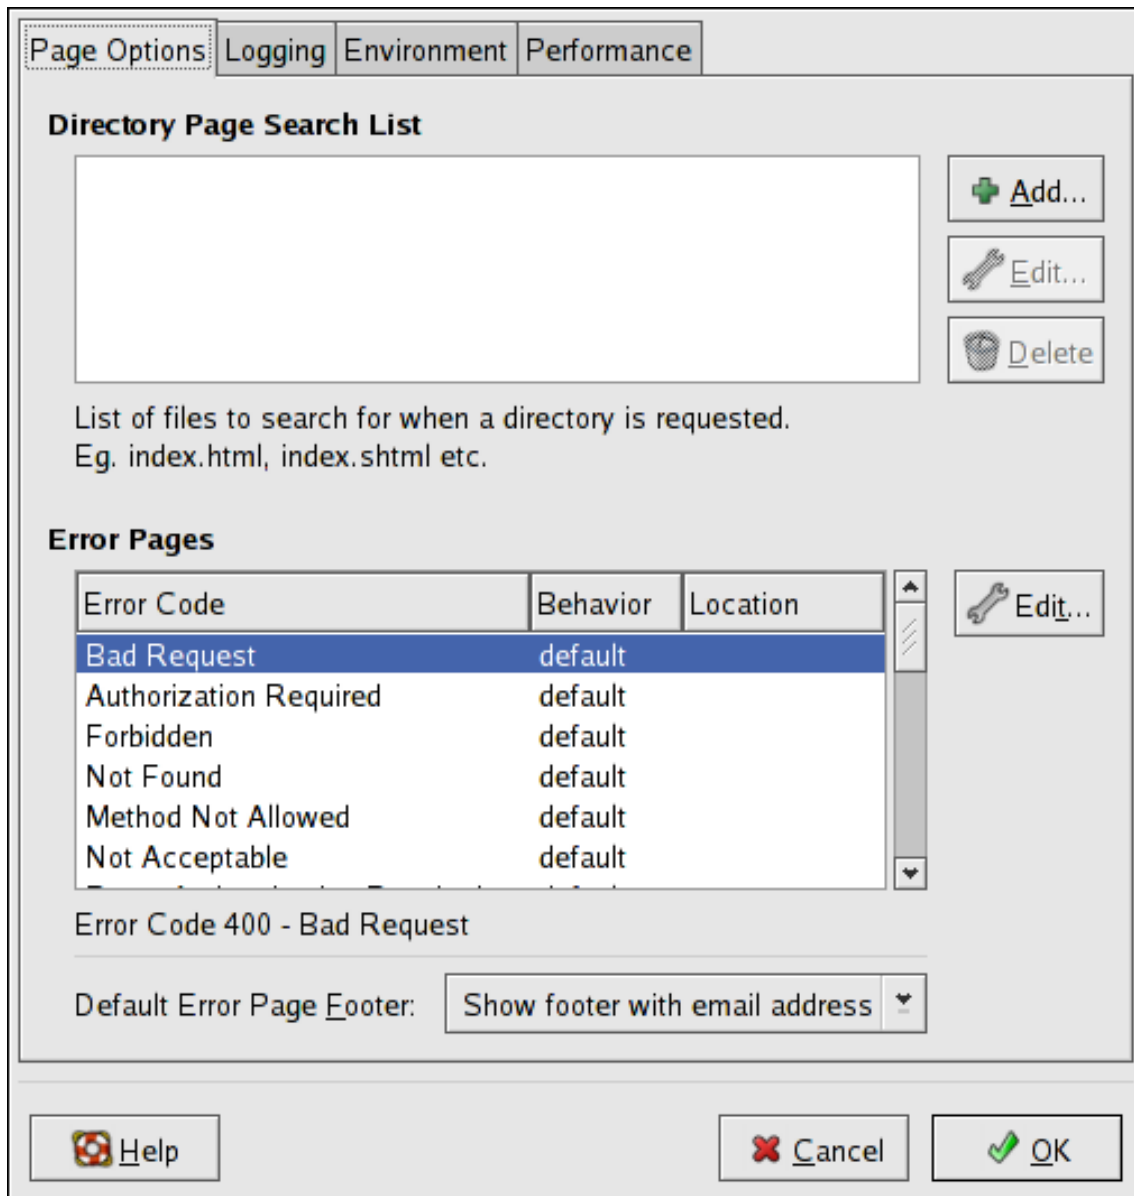 Page Options Logging Environment Performance
Directory Page Search List
Add...
Edit...
Delete
List of files to search for when a directory is requested.
Eg. index.html, index.shtml etc.
Error Pages
Error Code Behavior Location
Edit...
Bad Request default
Authorization Required default
Forbidden default
Not Found default
Method Not Allowed default
Not Acceptable default
Error Code 400 - Bad Request
Default Error Page Footer: Show footer with email address
Help Cancel OK